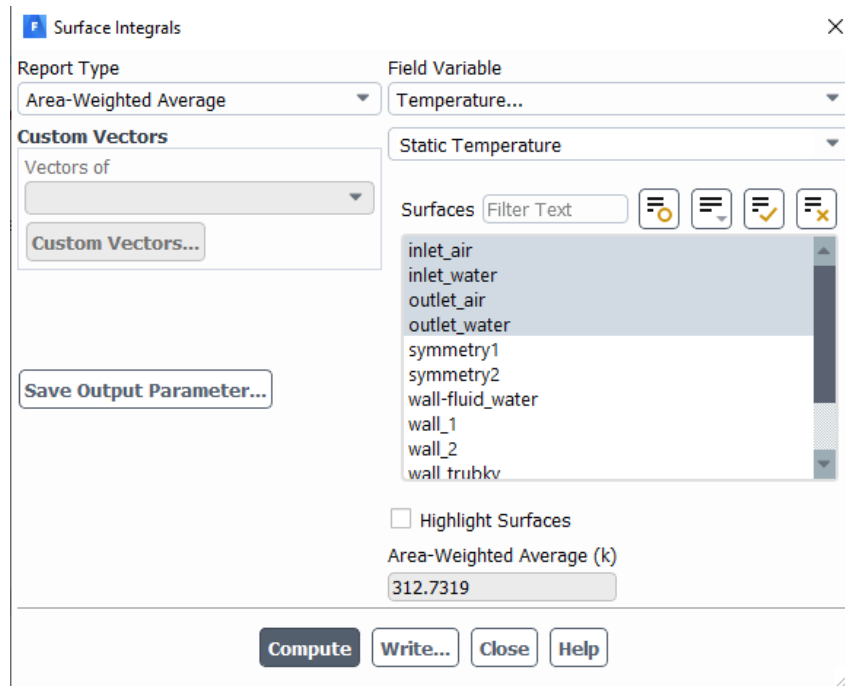 Surface Integrals
Report Type
Area-Weighted Average
Custom Vectors
Vectors of
Custom Vectors...
Save Output Parameter...
Field Variable
Temperature...
Static Temperature
Surfaces Filter Text
inlet_air
inlet_water
outlet_air
outlet_water
symmetry1
symmetry2
wall-fluid_water
wall_1
wall_2
wall_trubky
Highlight Surfaces
Area-Weighted Average (k)
312.7319
Compute Write... Close Help